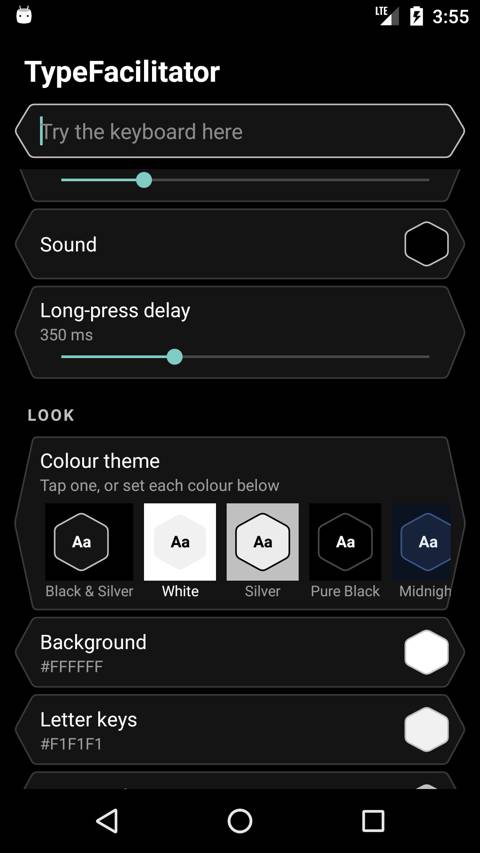 LTE
3:55
TypeFacilitator
Try the keyboard here
Sound
Long-press delay
350 ms
LOOK
Colour theme
Tap one, or set each colour below
Aa Aa Aa Aa Aa
Black & Silver White Silver Pure Black Midnigh
Background
#FFFFFF
Letter keys
#F1F1F1